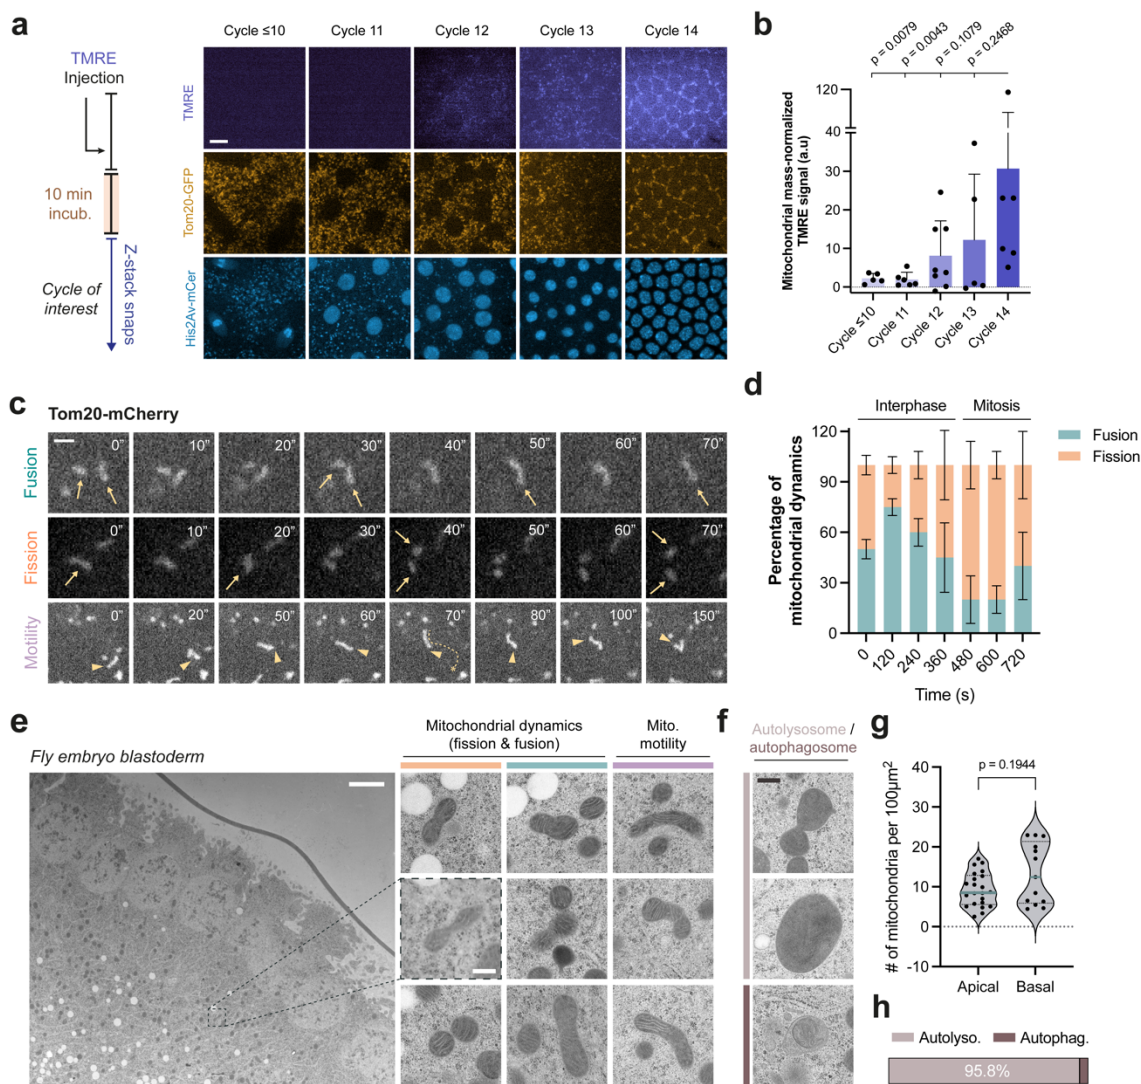 a
Cycle ≤10 Cycle 11 Cycle 12 Cycle 13 Cycle 14
TMRE
Injection
10 min
incub.
Cycle of
interest
Z-stack snaps
TMRE
Tom20-GFP
His2Av-mCer
b
p = 0.0079
p = 0.0043
p = 0.1079
p = 0.2468
Mitochondrial mass-normalized
TMRE signal (a.u)
120
40
30
20
10
0
Cycle ≤10
Cycle 11
Cycle 12
Cycle 13
Cycle 14
c
Tom20-mCherry
Fusion
0” 10” 20” 30” 40” 50” 60” 70”
Fission
0” 10” 20” 30” 40” 50” 60” 70”
Motility
0” 20” 50” 60” 70” 80” 100” 150”
d
Interphase Mitosis
Fusion
Fission
Percentage of
mitochondrial dynamics
120
90
60
30
0
0 120 240 360 480 600 720
Time (s)
e
Fly embryo blastoderm
Mitochondrial dynamics
(fission & fusion)
Mito.
motility
f
Autolysosome /
autophagosome
g
p = 0.1944
# of mitochondria per 100μm²
40
30
20
10
0
-10
Apical Basal
h
Autolyso. Autophag.
95.8%